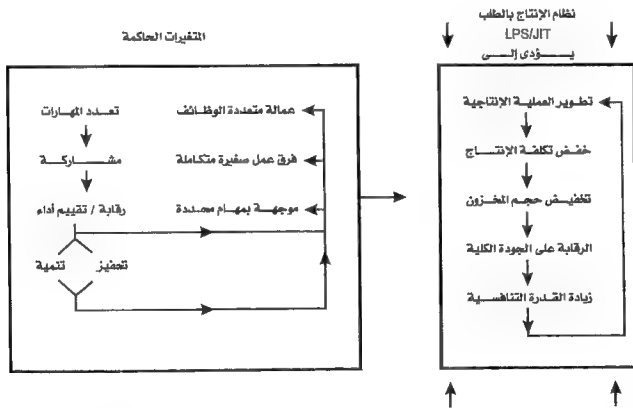 نظام الإنتاج بالطلب
LPS/JIT
يؤدى إلى
المتغيرات الحاكمة
تطوير العملية الإنتاجية
خفض تكلفة الإنتاج
تخفيض حجم المخزون
الرقابة على الجودة الكلية
زيادة القدرة التنافسية
تعدد المهارات
مشاركة
رقابة / تقييم أداء
تحفيز
تنمية
عمالة متعددة الوظائف
فرق عمل صغيرة متكاملة
موجهة بمهام محددة